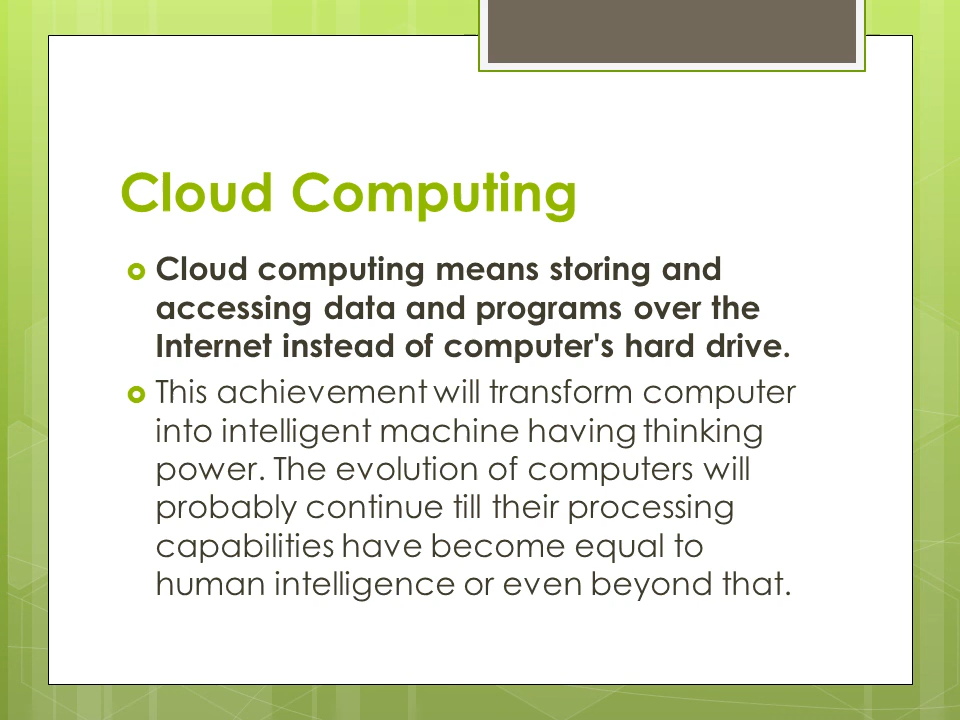 Cloud Computing
Cloud computing means storing and
accessing data and programs over the
Internet instead of computer's hard drive.
This achievement will transform computer
into intelligent machine having thinking
power. The evolution of computers will
probably continue till their processing
capabilities have become equal to
human intelligence or even beyond that.